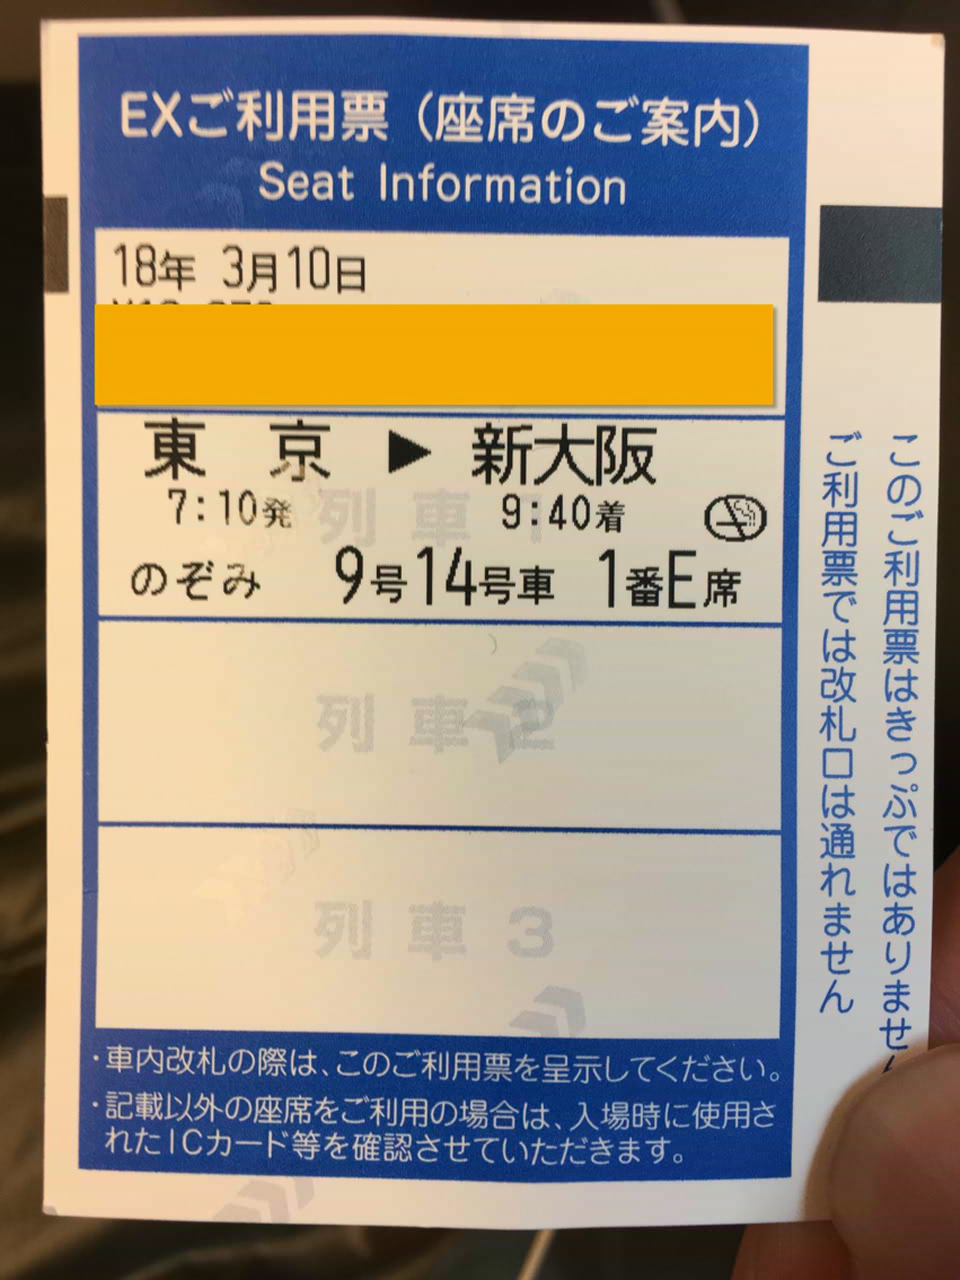 EXご利用票（座席のご案内）
Seat Information
18年 3月10日
東 京 ▶ 新大阪
7:10発 9:40着
列車1
のぞみ 9号14号車 1番E席
列車2
列車3
・車内改札の際は、このご利用票を呈示してください。
・記載以外の座席をご利用の場合は、入場時に使用さ
れたICカード等を確認させていただきます。
このご利用票はきっぷではありませ
ご利用票では改札口は通れません